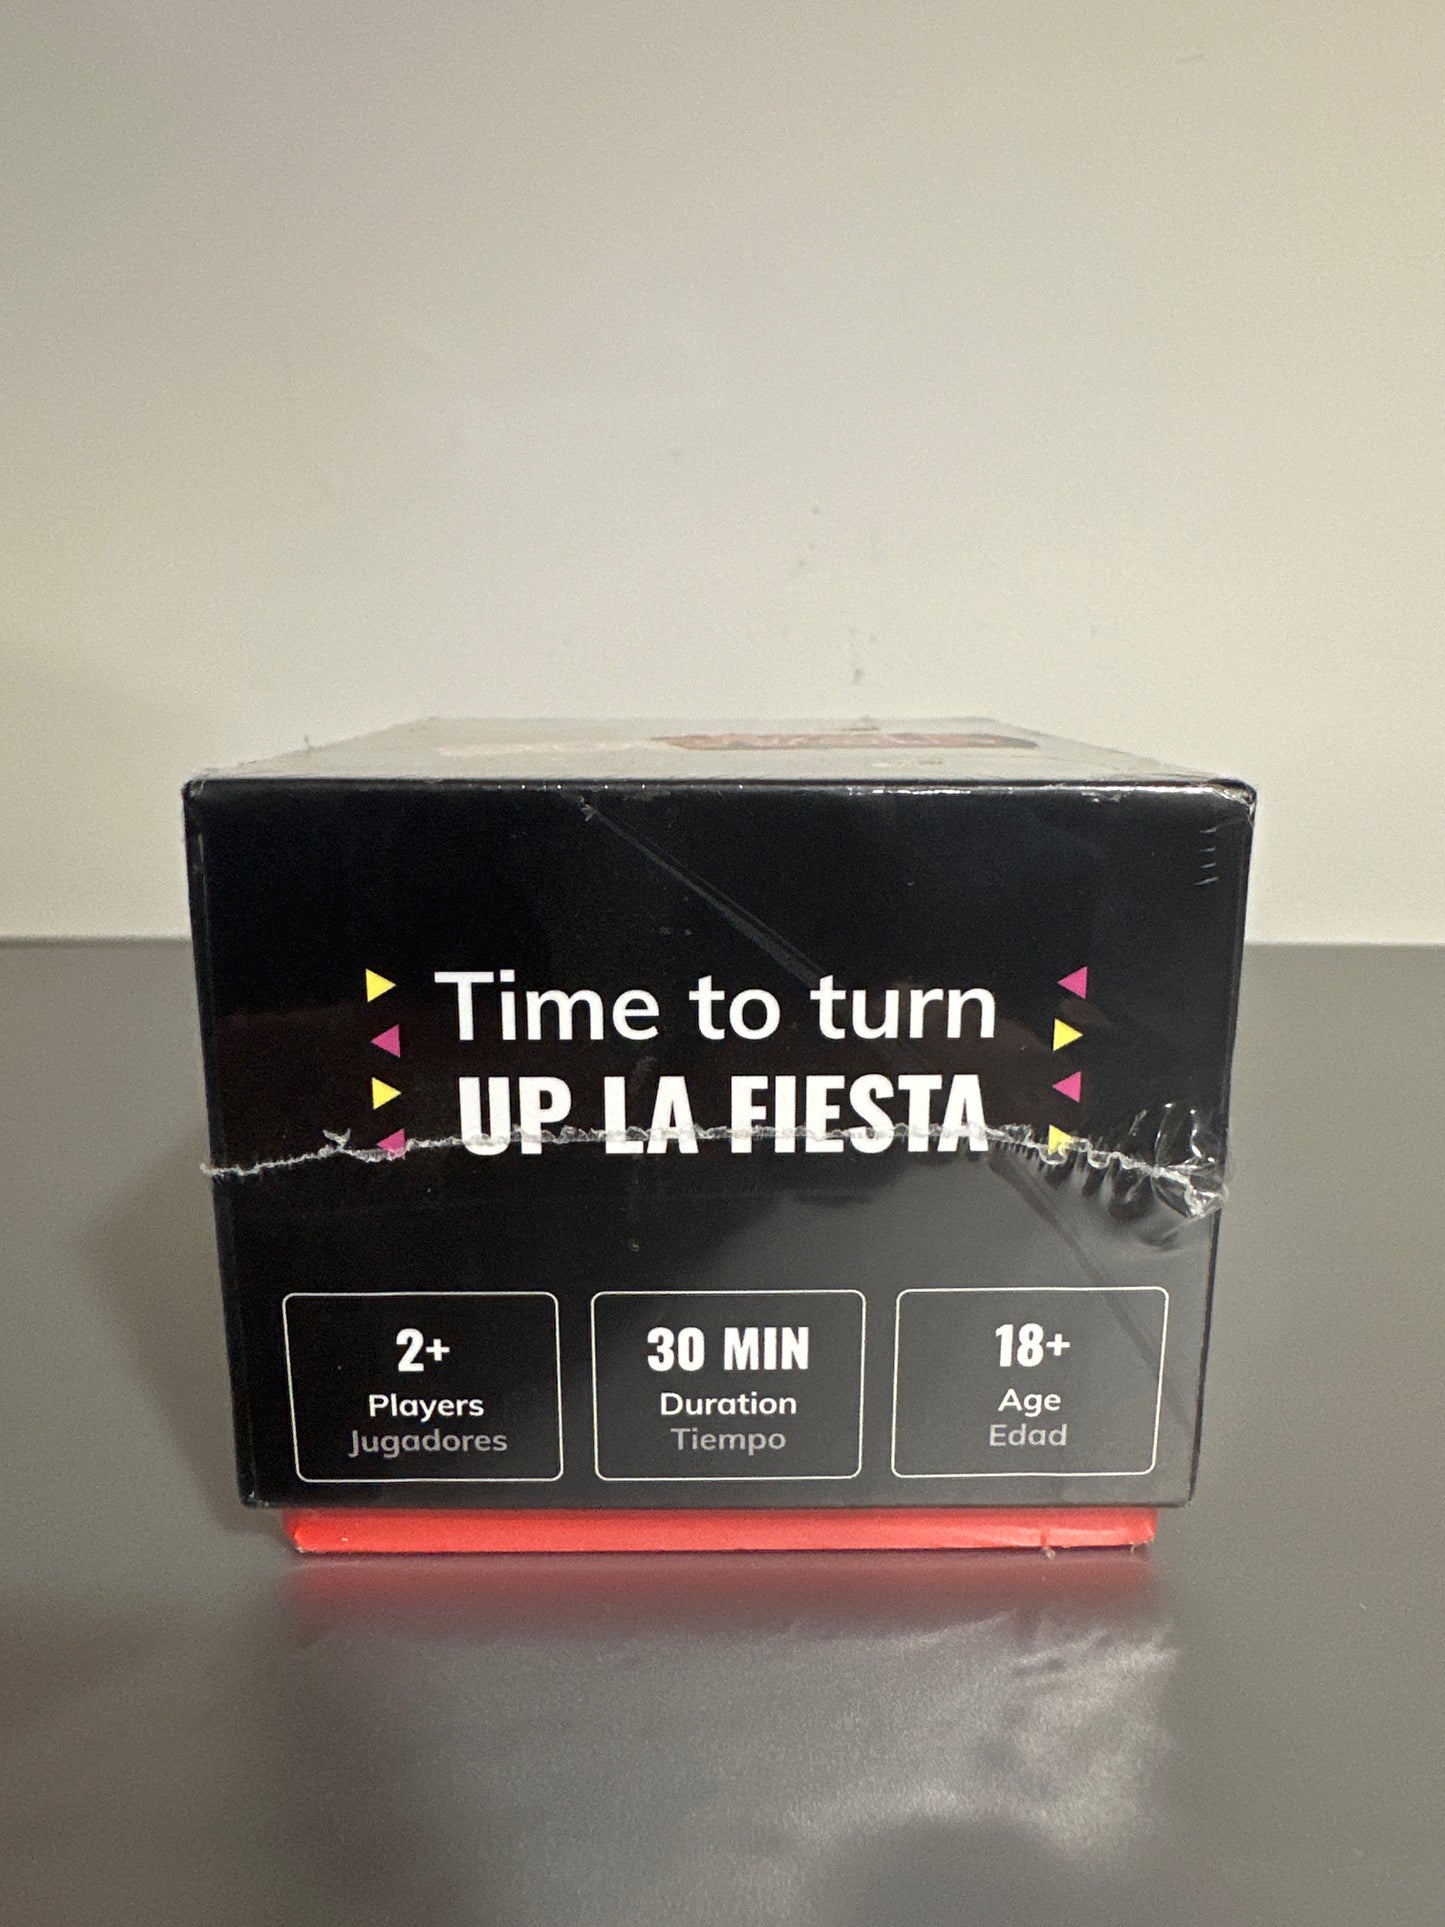 Time to turn
UP LA FIESTA
2+
Players
Jugadores
30 MIN
Duration
Tiempo
18+
Age
Edad